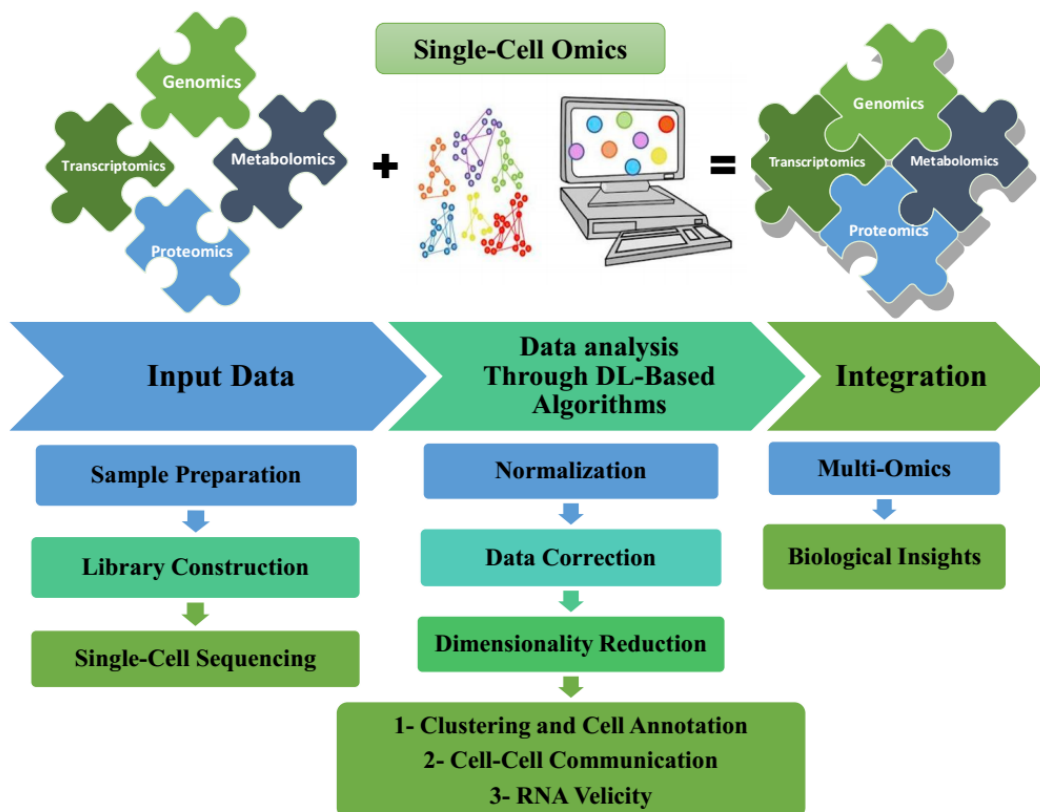 Single-Cell Omics
Genomics
Transcriptomics
Metabolomics
Proteomics
+
=
Genomics
Transcriptomics
Metabolomics
Proteomics
Input Data
Data analysis
Through DL-Based
Algorithms
Integration
Sample Preparation
Library Construction
Single-Cell Sequencing
Normalization
Data Correction
Dimensionality Reduction
1- Clustering and Cell Annotation
2- Cell-Cell Communication
3- RNA Velicity
Multi-Omics
Biological Insights